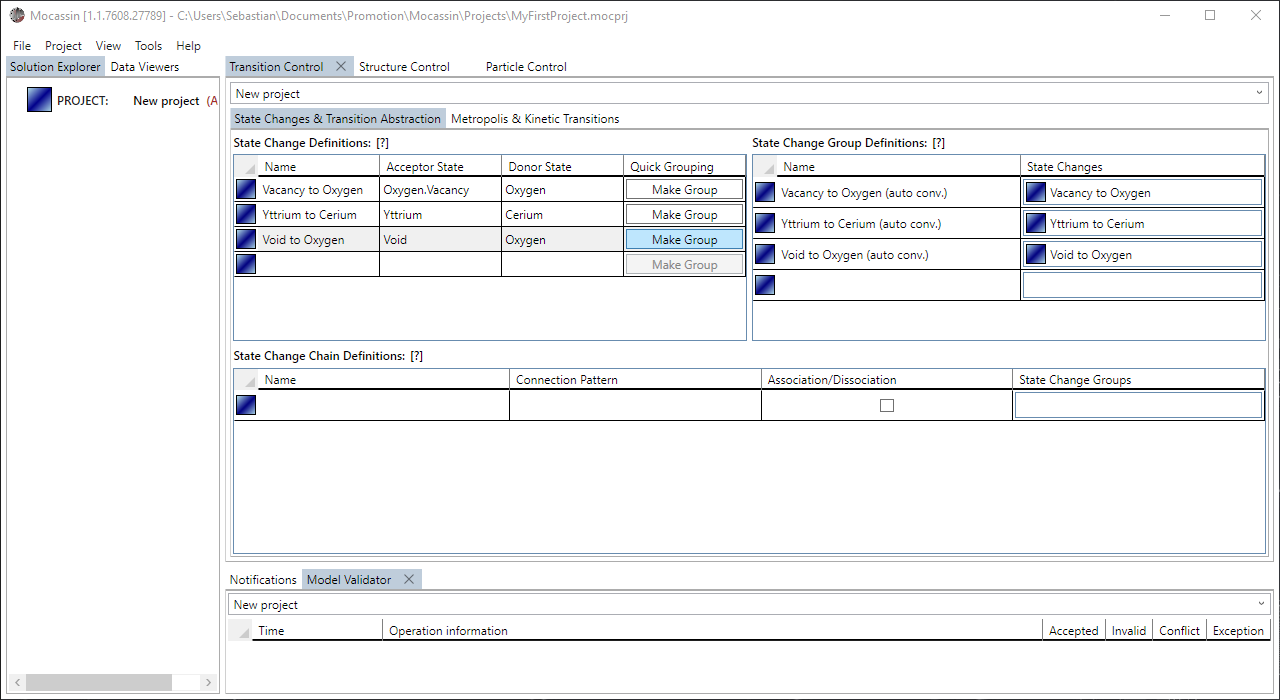 Mocassin [1.1.7608.27789] - C:\Users\Sebastian\Documents\Promotion\Mocassin\Projects\MyFirstProject.mocprj
File Project View Tools Help
Solution Explorer Data Viewers
PROJECT: New project (A
Transition Control Structure Control Particle Control
New project
State Changes & Transition Abstraction Metropolis & Kinetic Transitions
State Change Definitions: [?]
Name Acceptor State Donor State Quick Grouping
Vacancy to Oxygen Oxygen.Vacancy Oxygen Make Group
Yttrium to Cerium Yttrium Cerium Make Group
Void to Oxygen Void Oxygen Make Group
Make Group
State Change Group Definitions: [?]
Name State Changes
Vacancy to Oxygen (auto conv.) Vacancy to Oxygen
Yttrium to Cerium (auto conv.) Yttrium to Cerium
Void to Oxygen (auto conv.) Void to Oxygen
State Change Chain Definitions: [?]
Name Connection Pattern Association/Dissociation State Change Groups
Notifications Model Validator
New project
Time Operation information Accepted Invalid Conflict Exception